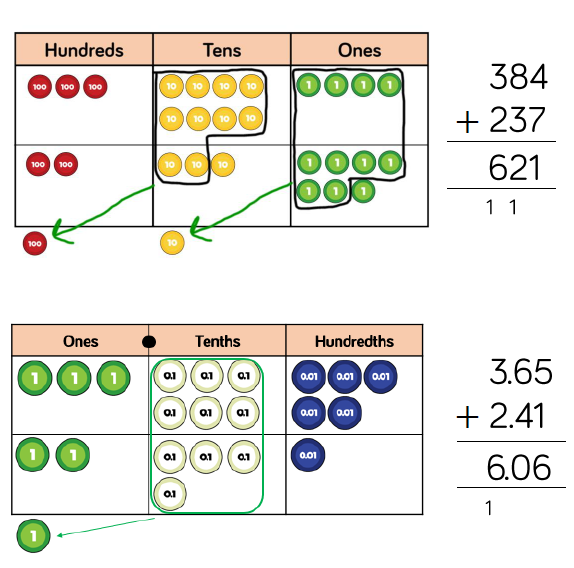 Hundreds Tens Ones
100 100 100 10 10 10 10 1 1 1 1
10 10 10 10
100 100 10 10 10 1 1 1 1
1 1 1
100 10
384
+ 237
621
1 1
Ones Tenths Hundredths
1 1 1 0.1 0.1 0.1 0.01 0.01 0.01
0.1 0.1 0.1 0.01 0.01
1 1 0.1 0.1 0.1 0.01
0.1
1
3.65
+ 2.41
6.06
1